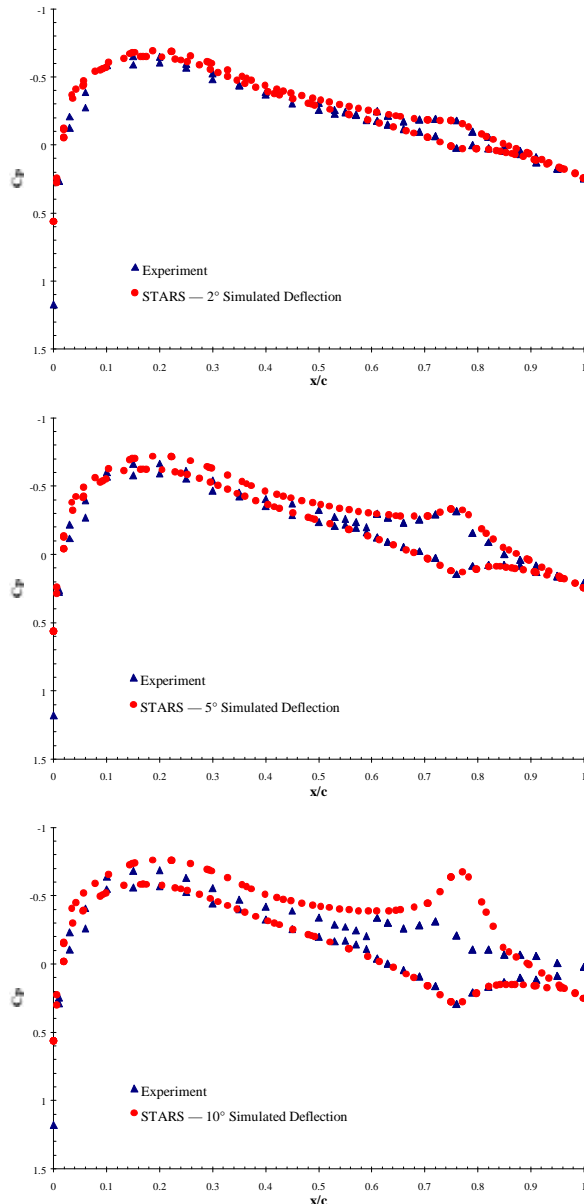 -1
-0.5
0
0.5
1
1.5
Cp
Experiment
STARS — 2° Simulated Deflection
0 0.1 0.2 0.3 0.4 0.5 0.6 0.7 0.8 0.9 1
x/c
-1
-0.5
0
0.5
1
1.5
Cp
Experiment
STARS — 5° Simulated Deflection
0 0.1 0.2 0.3 0.4 0.5 0.6 0.7 0.8 0.9 1
x/c
-1
-0.5
0
0.5
1
1.5
Cp
Experiment
STARS — 10° Simulated Deflection
0 0.1 0.2 0.3 0.4 0.5 0.6 0.7 0.8 0.9 1
x/c